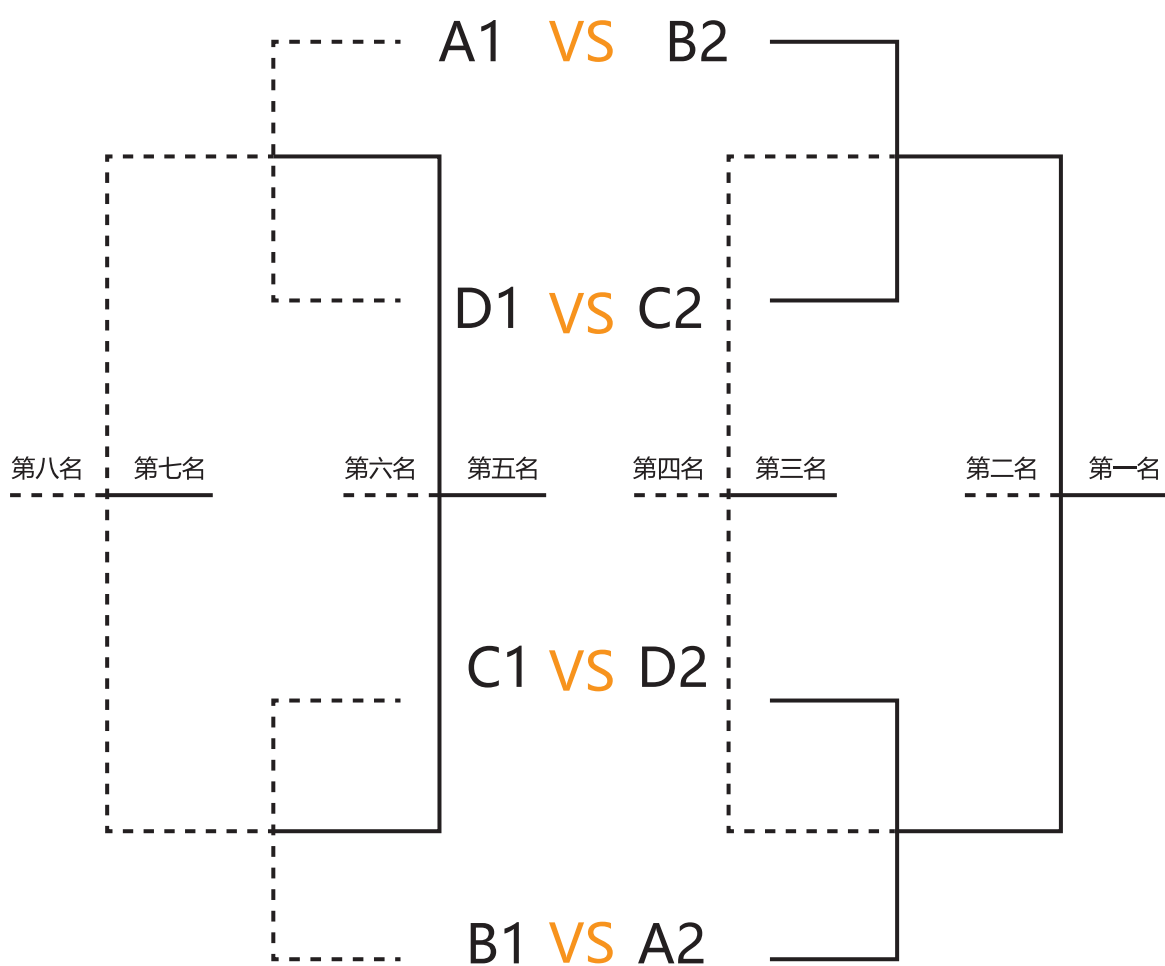 A1 VS B2
D1 VS C2
第八名 第七名 第六名 第五名 第四名 第三名 第二名 第一名
C1 VS D2
B1 VS A2